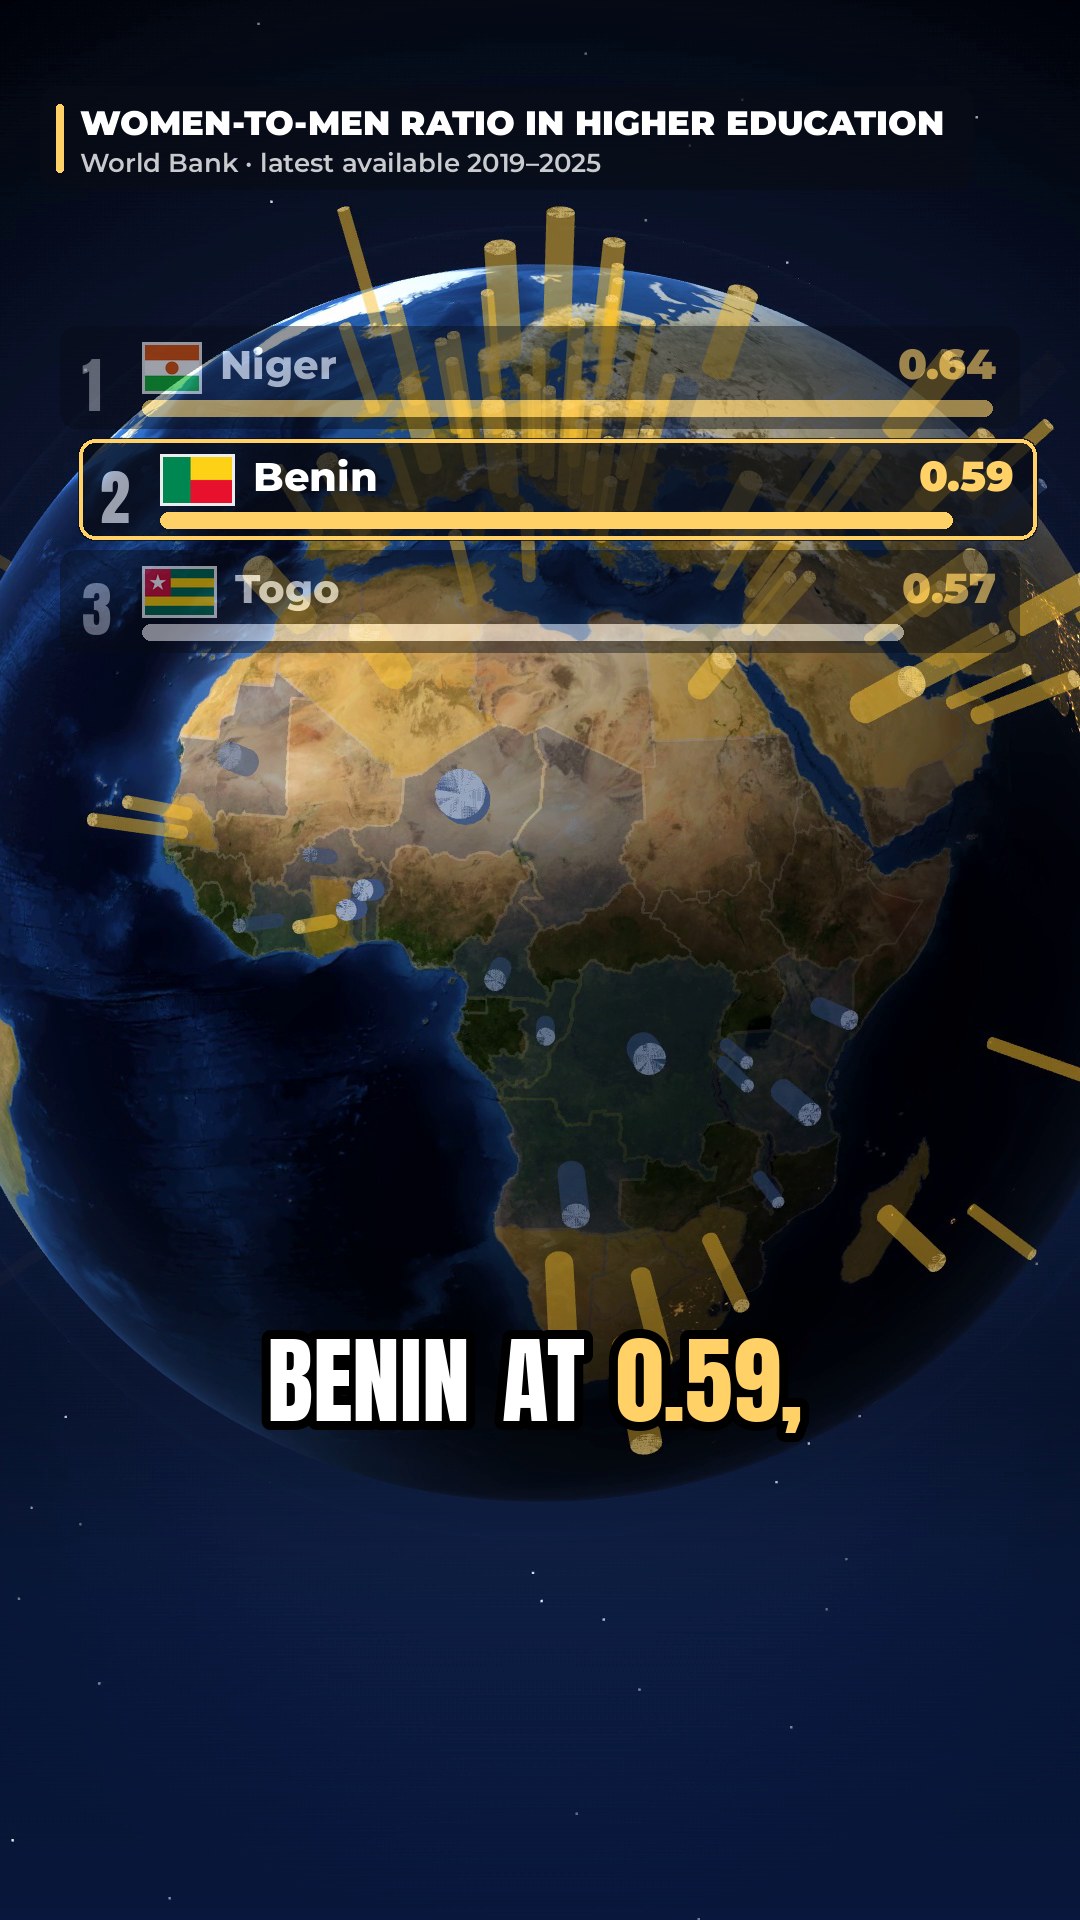 WOMEN-TO-MEN RATIO IN HIGHER EDUCATION
World Bank · latest available 2019–2025
1 Niger 0.64
2 Benin 0.59
3 Togo 0.57
BENIN AT 0.59,